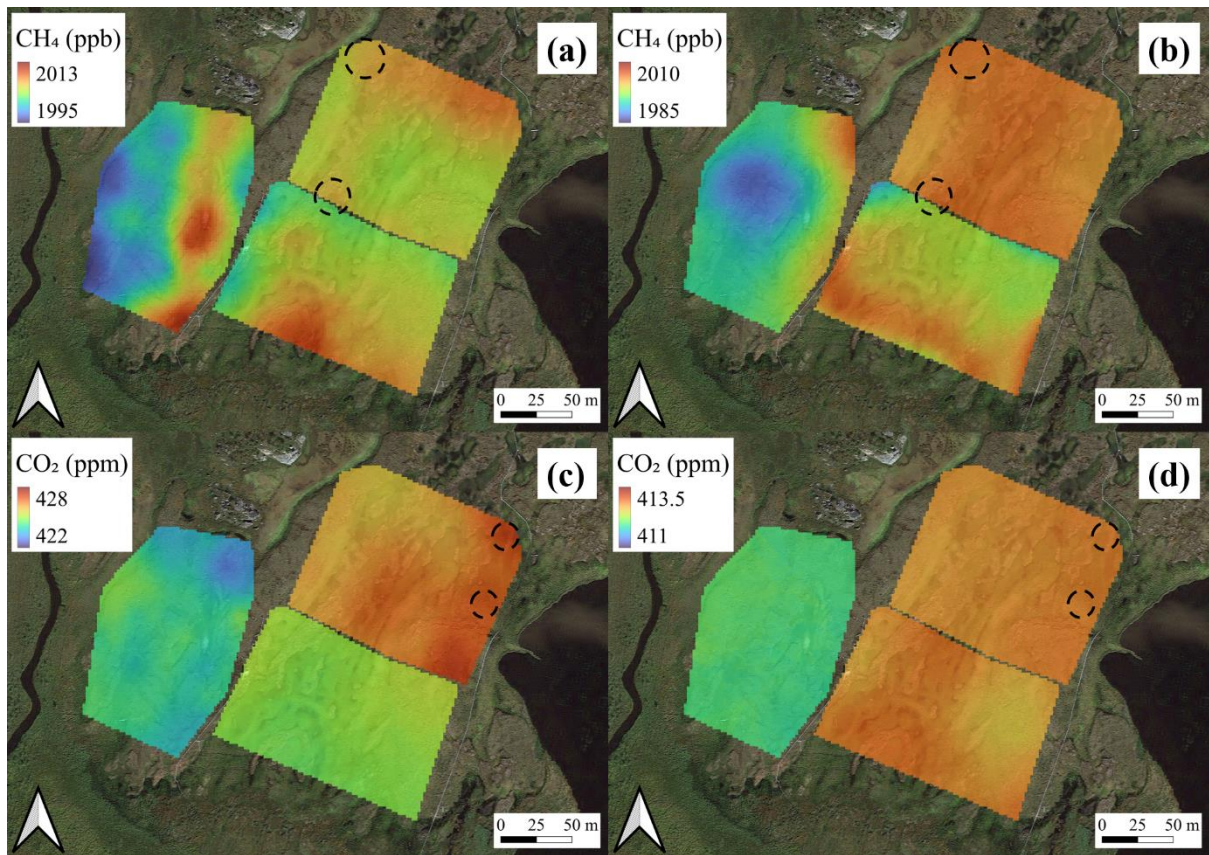 CH₄ (ppb)
2013
1995
(a)
0 25 50 m
CH₄ (ppb)
2010
1985
(b)
0 25 50 m
CO₂ (ppm)
428
422
(c)
0 25 50 m
CO₂ (ppm)
413.5
411
(d)
0 25 50 m